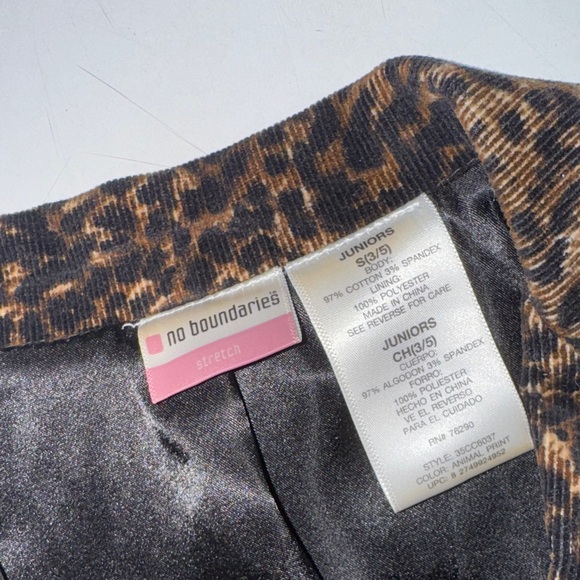 no boundaries
stretch
JUNIORS
S(3/5)
BODY:
97% COTTON 3% SPANDEX
LINING:
100% POLYESTER
MADE IN CHINA
SEE REVERSE FOR CARE
JUNIORS
CH(3/5)
CUERPO:
97% ALGODON 3% SPANDEX
FORRO:
100% POLIESTER
HECHO EN CHINA
VE EL REVERSO
PARA EL CUIDADO
RN# 76290
STYLE: 35CC5037
COLOR: ANIMAL PRINT
UPC: 8 2749924952